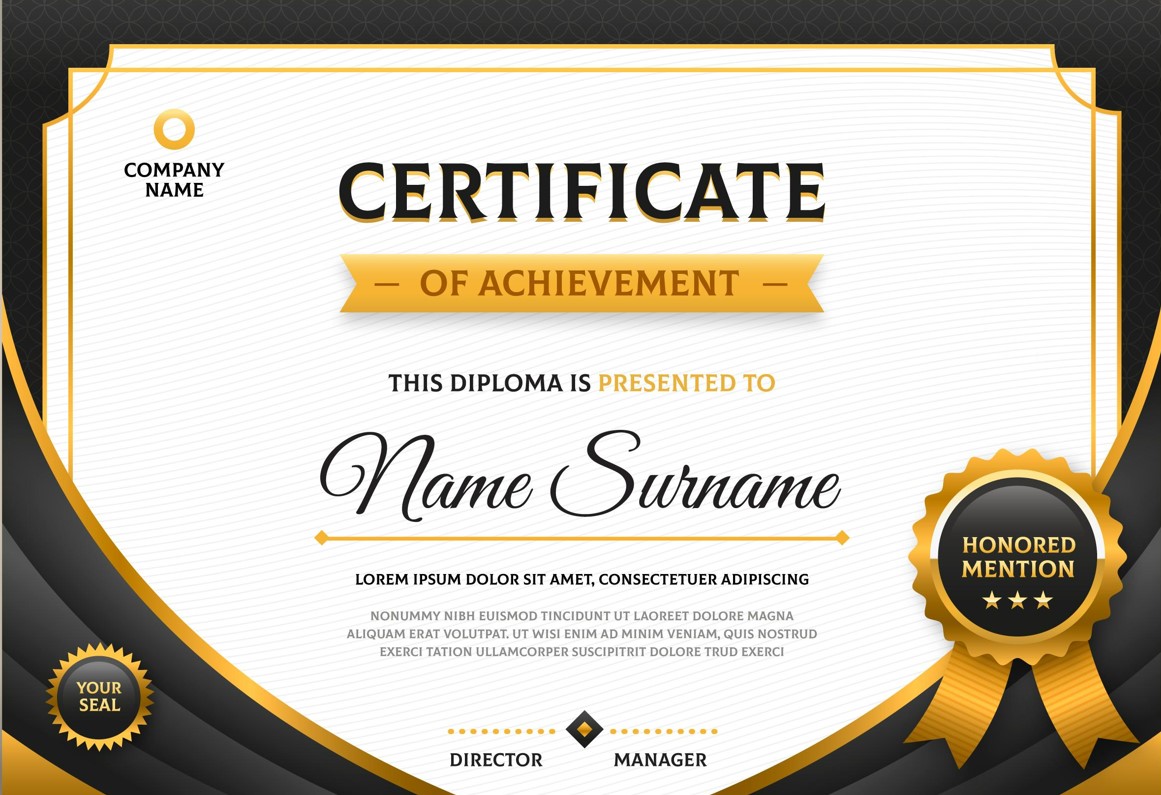 COMPANY
NAME
CERTIFICATE
— OF ACHIEVEMENT —
THIS DIPLOMA IS PRESENTED TO
Name Surname
LOREM IPSUM DOLOR SIT AMET, CONSECTETUER ADIPISCING
NONUMMY NIBH EUISMOD TINCIDUNT UT LAOREET DOLORE MAGNA
ALIQUAM ERAT VOLUTPAT. UT WISI ENIM AD MINIM VENIAM, QUIS NOSTRUD
EXERCI TATION ULLAMCORPER SUSCIPITRIT DOLORE TRUD EXERCI
HONORED
MENTION
YOUR
SEAL
DIRECTOR
MANAGER